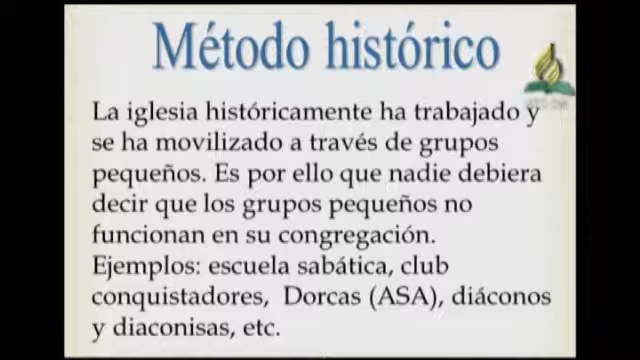 Método histórico
La iglesia históricamente ha trabajado y
se ha movilizado a través de grupos
pequeños. Es por ello que nadie debiera
decir que los grupos pequeños no
funcionan en su congregación.
Ejemplos: escuela sabática, club
conquistadores, Dorcas (ASA), diáconos
y diaconisas, etc.